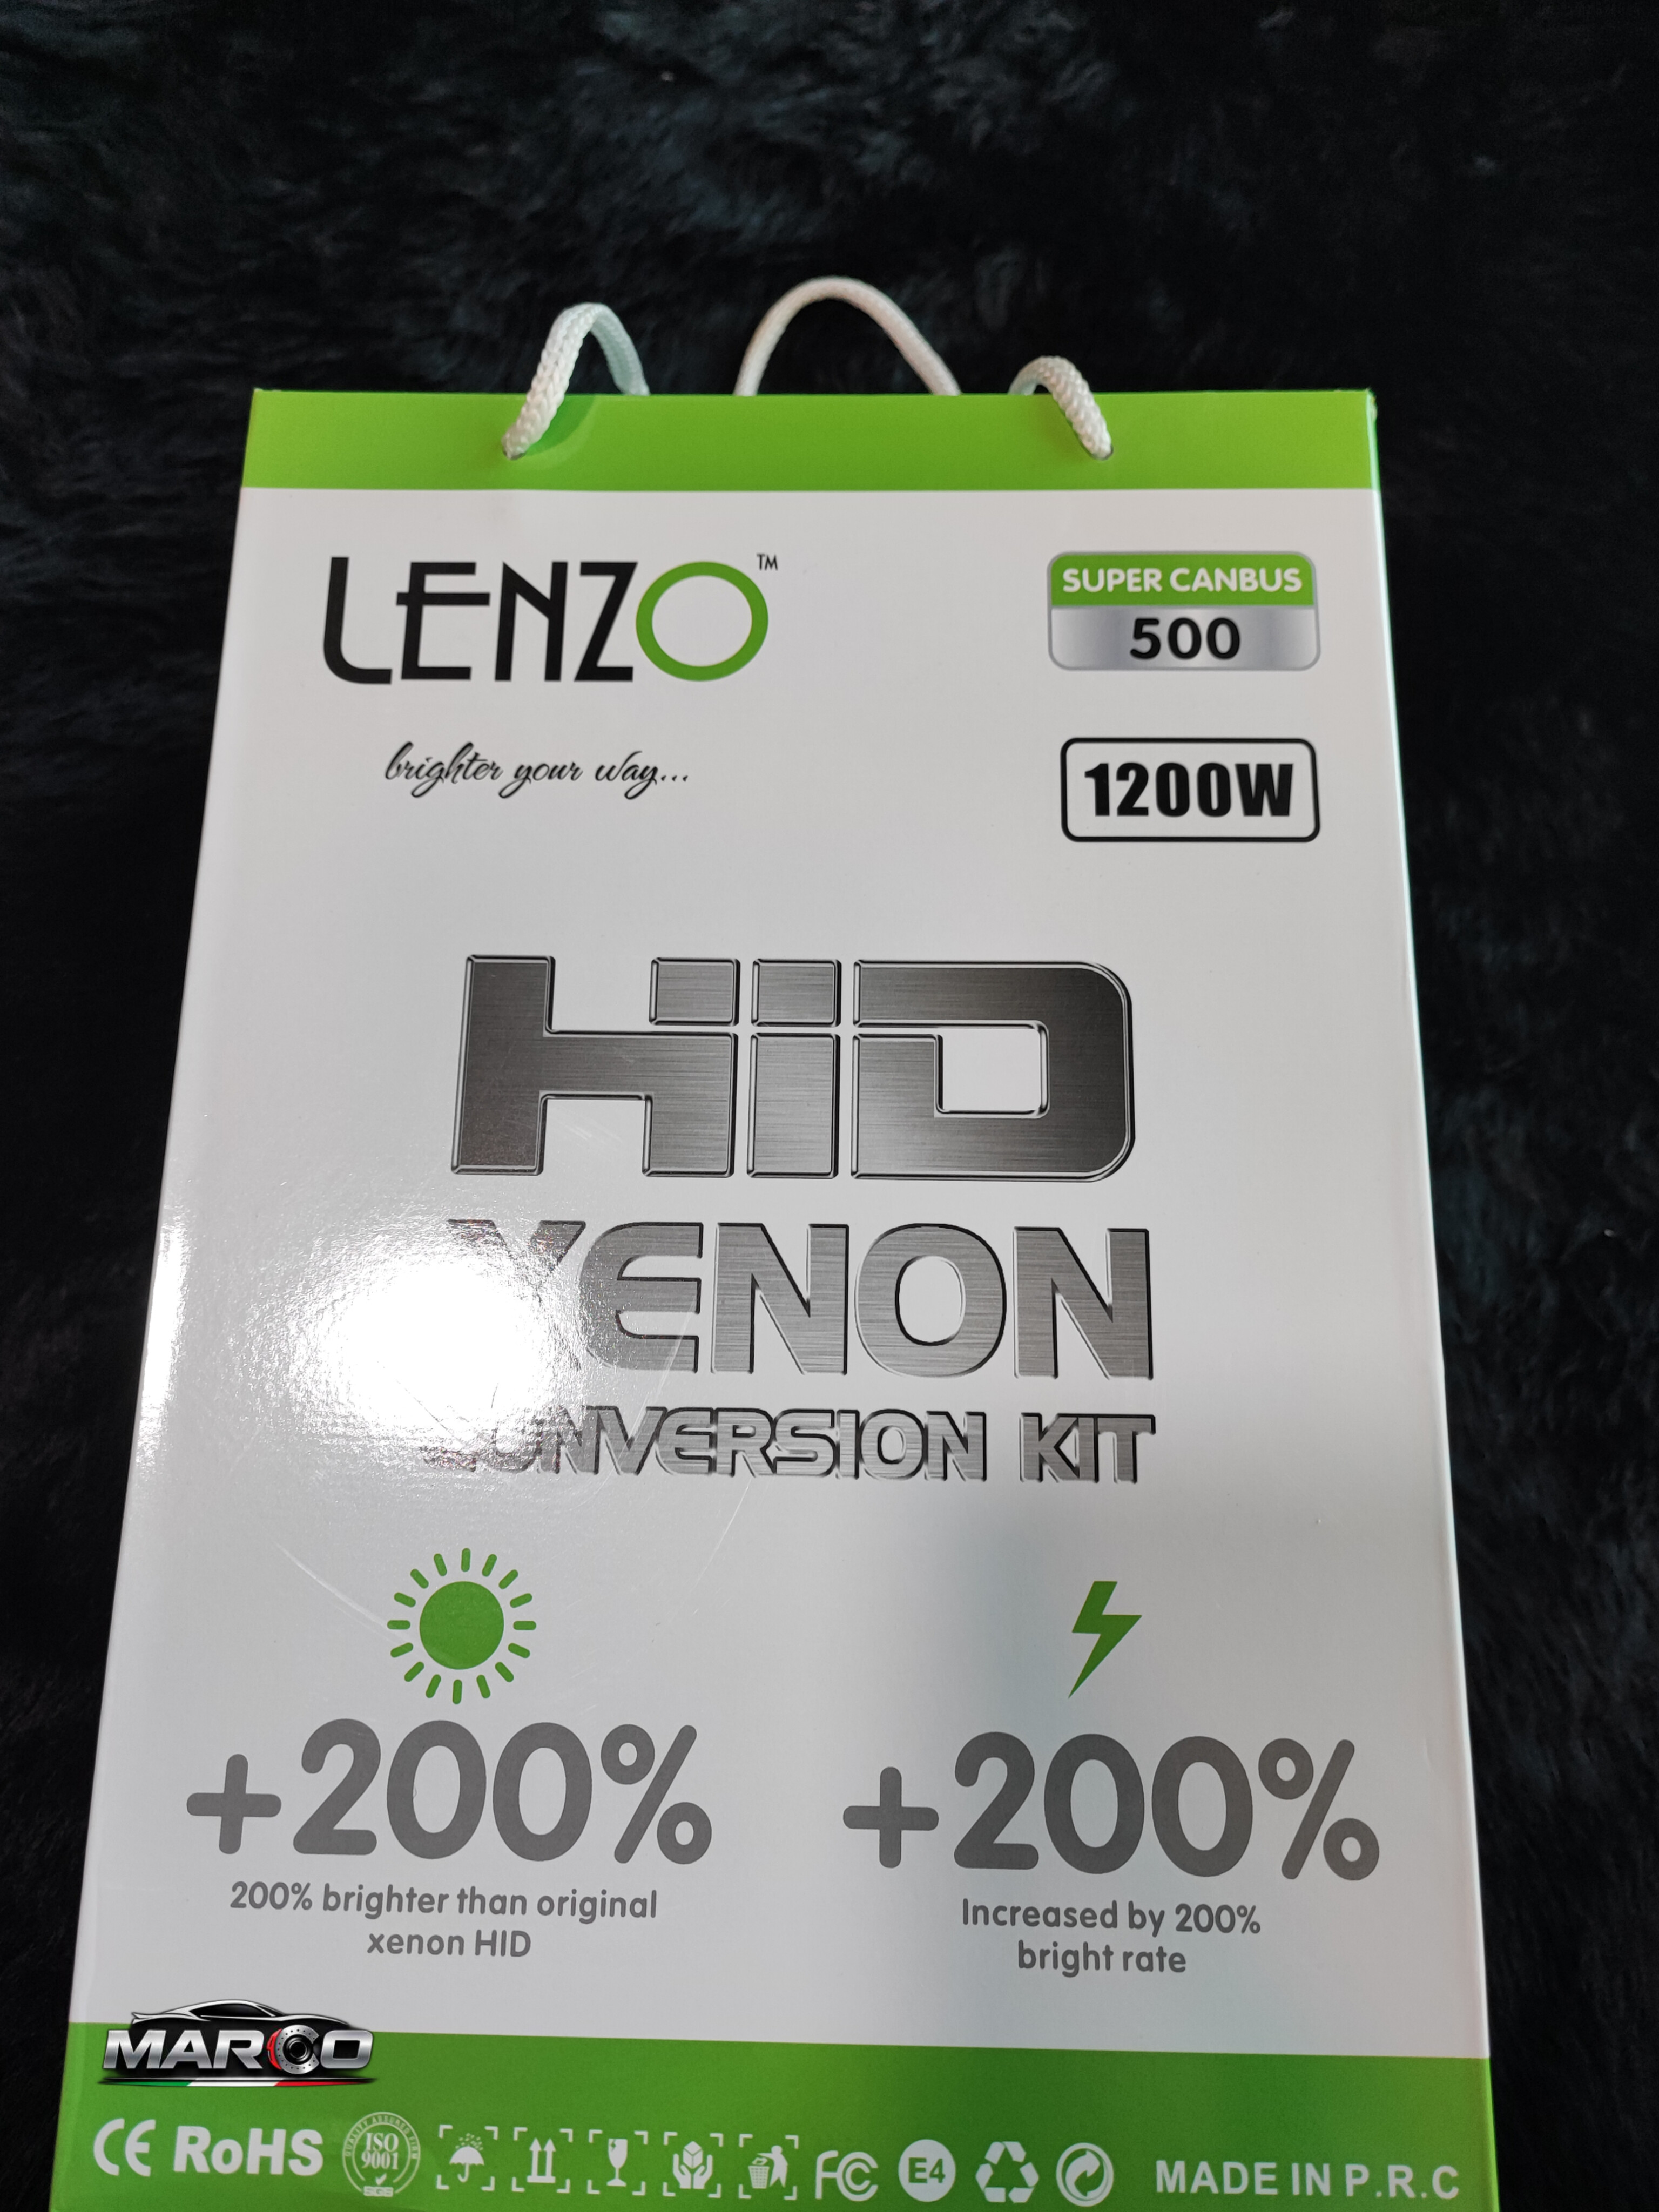 LENZO™
brighter your way...
SUPER CANBUS
500
1200W
HID
XENON
CONVERSION KIT
+200%
200% brighter than original
xenon HID
+200%
Increased by 200%
bright rate
MARCO
CE RoHS ISO 9001 SGS FC E4 MADE IN P.R.C